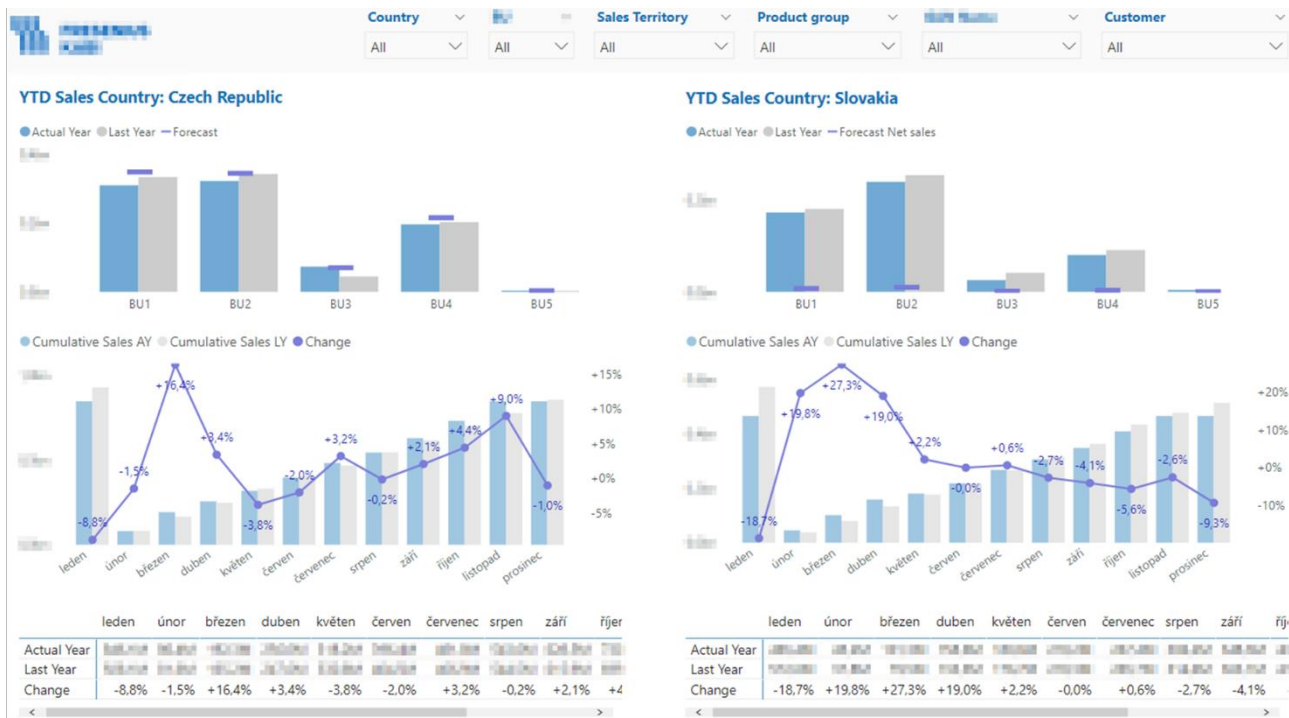 Country Sales Territory Product group Customer
All All All All All All
YTD Sales Country: Czech Republic
Actual Year Last Year Forecast
BU1 BU2 BU3 BU4 BU5
Cumulative Sales AY Cumulative Sales LY Change
+15%
+10%
+5%
+0%
-5%
-8,8% -1,5% +16,4% +3,4% -3,8% -2,0% +3,2% -0,2% +2,1% +4,4% +9,0% -1,0%
leden únor březen duben květen červen červenec srpen září říjen listopad prosinec
leden únor březen duben květen červen červenec srpen září říjer
Actual Year
Last Year
Change -8,8% -1,5% +16,4% +3,4% -3,8% -2,0% +3,2% -0,2% +2,1% +4
YTD Sales Country: Slovakia
Actual Year Last Year Forecast Net sales
BU1 BU2 BU3 BU4 BU5
Cumulative Sales AY Cumulative Sales LY Change
+20%
+10%
+0%
-10%
-18,7% +19,8% +27,3% +19,0% +2,2% -0,0% +0,6% -2,7% -4,1% -5,6% -2,6% -9,3%
leden únor březen duben květen červen červenec srpen září říjen listopad prosinec
leden únor březen duben květen červen červenec srpen září
Actual Year
Last Year
Change -18,7% +19,8% +27,3% +19,0% +2,2% -0,0% +0,6% -2,7% -4,1%